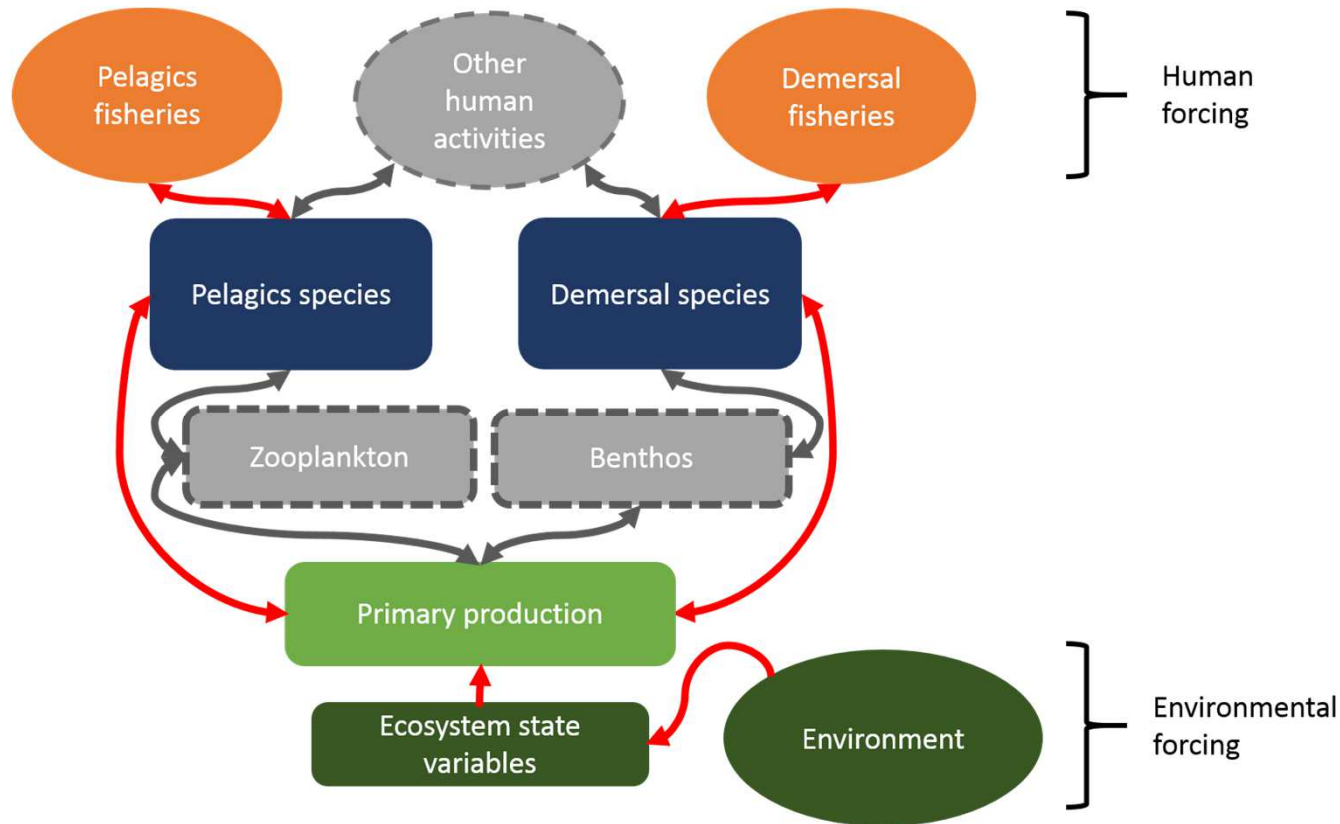 Pelagics
fisheries
Other
human
activities
Demersal
fisheries
Human
forcing
Pelagics species
Demersal species
Zooplankton
Benthos
Primary production
Ecosystem state
variables
Environment
Environmental
forcing